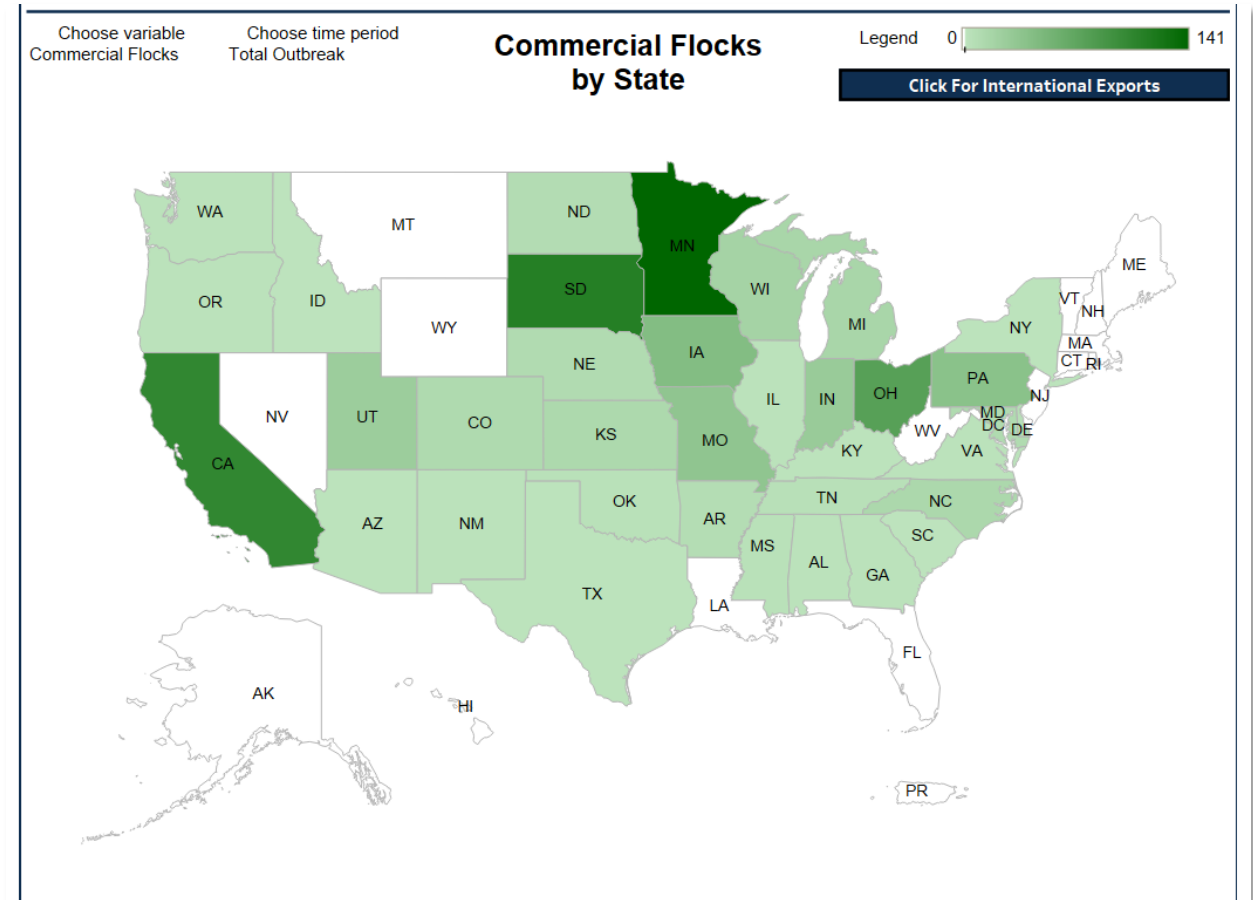 Choose variable
Commercial Flocks
Choose time period
Total Outbreak
Commercial Flocks
by State
Legend
0
141
Click For International Exports
WA
MT
ND
MN
ME
OR
ID
SD
WI
VT
NH
WY
MI
NY
MA
IA
CT
RI
NE
PA
NJ
NV
UT
CO
IL
IN
OH
MD
DC
DE
KS
MO
WV
VA
CA
KY
OK
TN
NC
AZ
NM
AR
SC
MS
AL
GA
TX
LA
FL
AK
HI
PR